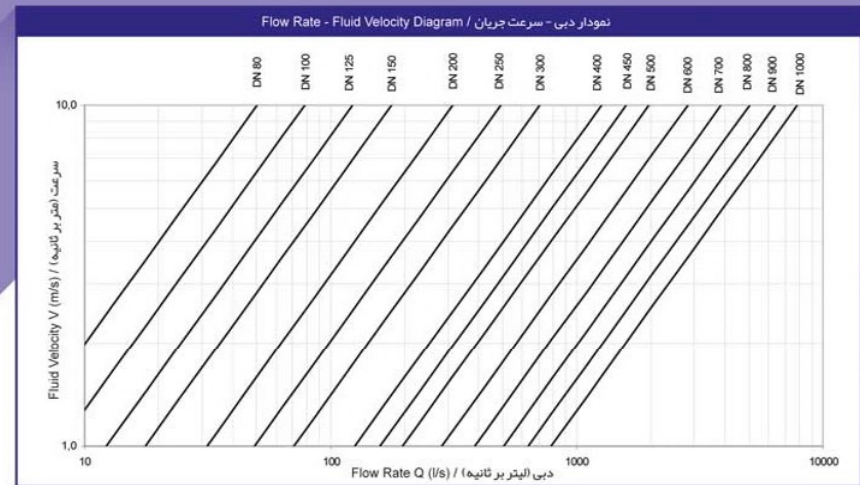 Flow Rate - Fluid Velocity Diagram / نمودار دبی - سرعت جریان
DN 80
DN 100
DN 125
DN 150
DN 200
DN 250
DN 300
DN 400
DN 450
DN 500
DN 600
DN 700
DN 800
DN 900
DN 1000
10,0
Fluid Velocity V (m/s) / سرعت (متر بر ثانیه)
1,0
10
100
1000
10000
Flow Rate Q (l/s) / دبی (لیتر بر ثانیه)